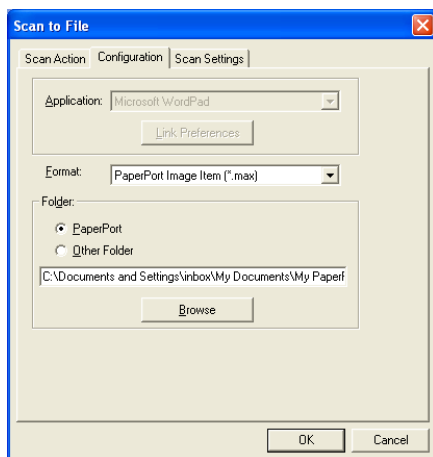 Scan to File
Scan Action Configuration Scan Settings
Application: Microsoft WordPad
Link Preferences
Format: PaperPort Image Item (*.max)
Folder:
PaperPort
Other Folder
C:\Documents and Settings\inbox\My Documents\My PaperF
Browse
OK Cancel